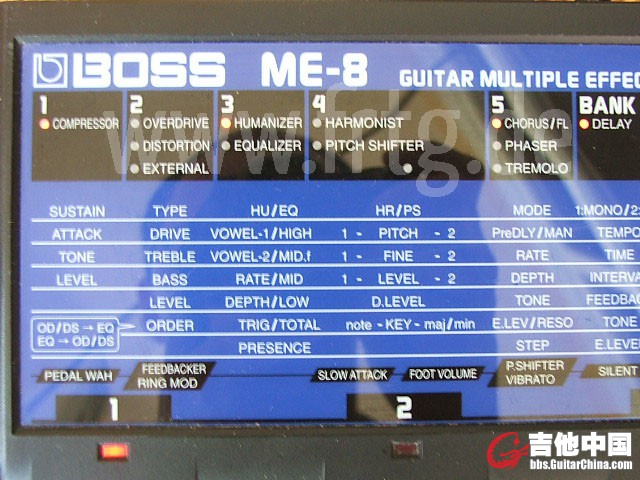 BOSS ME-8 GUITAR MULTIPLE EFFE
1 2 3 4 5 BANK
COMPRESSOR OVERDRIVE HUMANIZER HARMONIST CHORUS/FL DELAY
DISTORTION EQUALIZER PITCH SHIFTER PHASER
EXTERNAL TREMOLO
www.frtg.de
SUSTAIN TYPE HU/EQ HR/PS MODE 1:MONO/2:
ATTACK DRIVE VOWEL-1/HIGH 1 - PITCH - 2 PreDLY/MAN TEMPO
TONE TREBLE VOWEL-2/MID.f 1 - FINE - 2 RATE TIME
LEVEL BASS RATE/MID 1 - LEVEL - 2 DEPTH INTERVA
LEVEL DEPTH/LOW D.LEVEL TONE FEEDBAC
OD/DS → EQ ORDER TRIG/TOTAL note - KEY - maj/min E.LEV/RESO TONE
EQ → OD/DS
PRESENCE STEP E.LEVEL
PEDAL WAH FEEDBACKER SLOW ATTACK FOOT VOLUME P.SHIFTER SILENT
RING MOD VIBRATO
1 2
吉他中国
bbs.GuitarChina.com